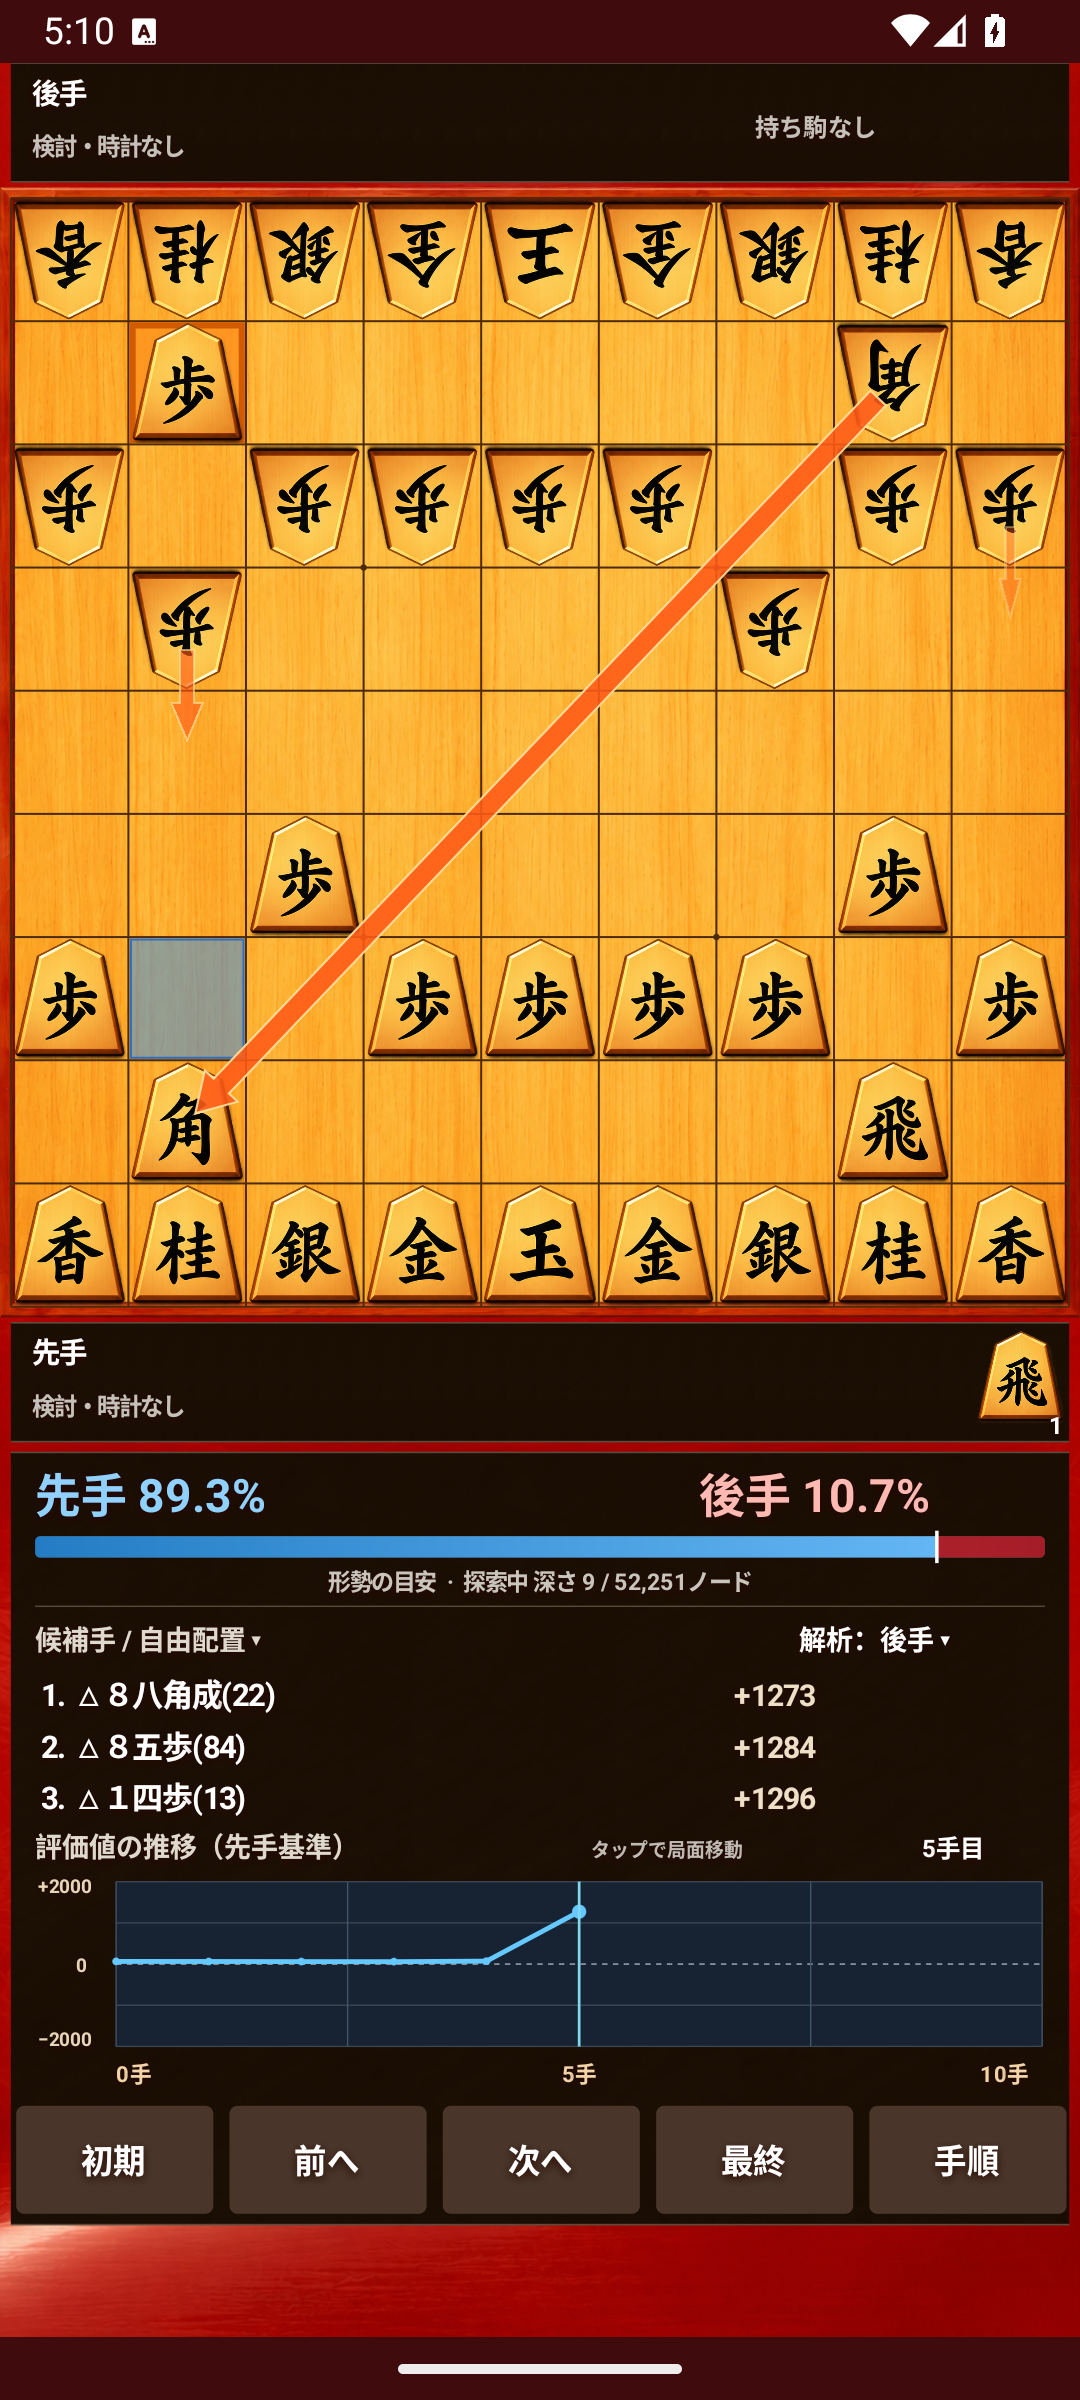 5:10 A
後手
検討・時計なし
持ち駒なし
香 桂 銀 金 王 金 銀 桂 香
歩 角
歩 歩 歩 歩 歩 歩 歩
歩 歩
歩 歩
歩 歩 歩 歩 歩 歩
角 飛
香 桂 銀 金 玉 金 銀 桂 香
先手
検討・時計なし
飛 1
先手 89.3% 後手 10.7%
形勢の目安 · 探索中 深さ 9 / 52,251ノード
候補手 / 自由配置 ▾ 解析: 後手 ▾
1. △８八角成(22) +1273
2. △８五歩(84) +1284
3. △１四歩(13) +1296
評価値の推移（先手基準） タップで局面移動 5手目
+2000
0
−2000
0手 5手 10手
初期 前へ 次へ 最終 手順